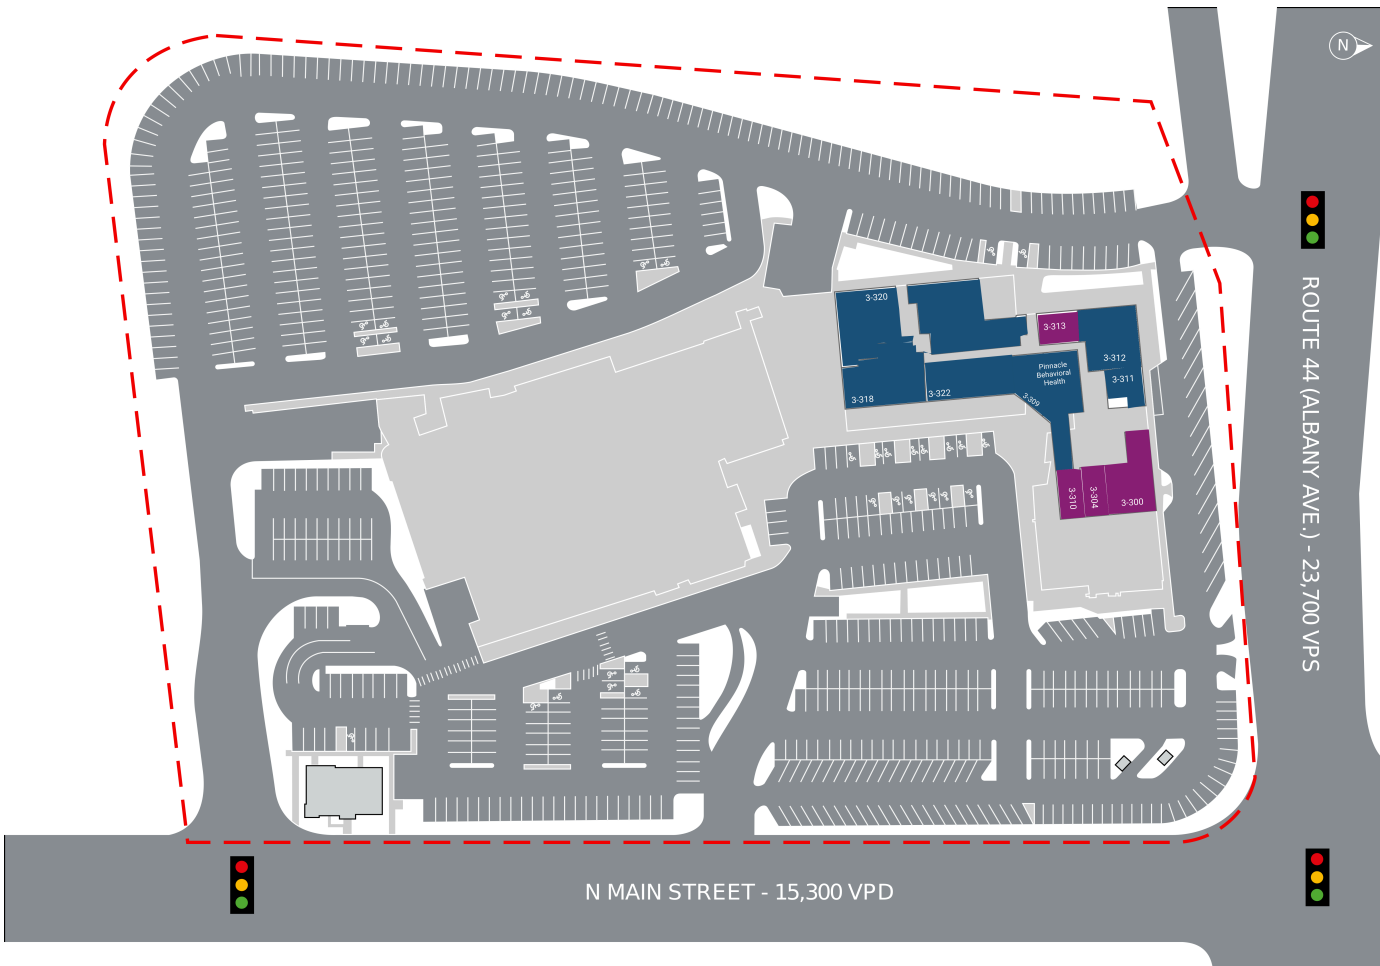 N
3-320
3-313
3-312
Pinnacle
Behavioral
Health
3-311
3-318
3-322
3-309
3-310
3-304
3-300
ROUTE 44 (ALBANY AVE.) - 23,700 VPS
N MAIN STREET - 15,300 VPD